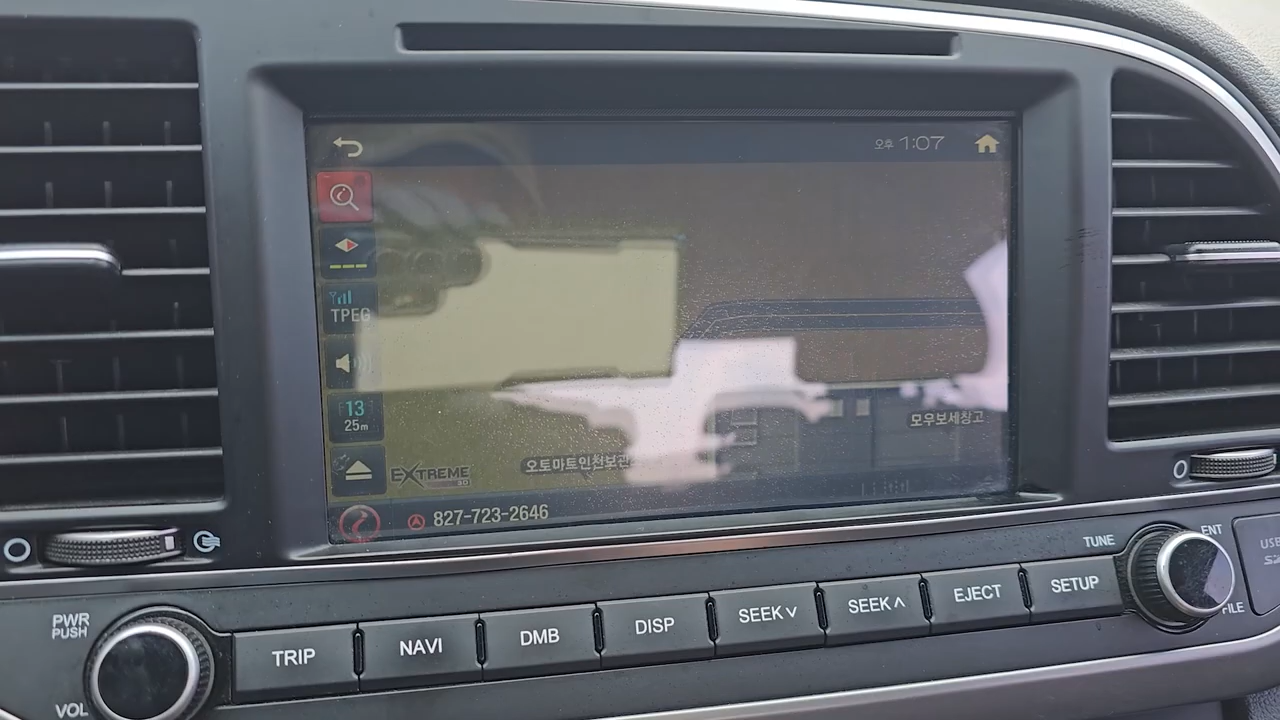 오후 1:07
TPEG
13
25m
모우보세창고
오토마트인천보관
EXTREME
3D
827-723-2646
PWR
PUSH
VOL
TRIP
NAVI
DMB
DISP
SEEK ∨
SEEK ∧
EJECT
SETUP
TUNE
ENT
FILE
USB